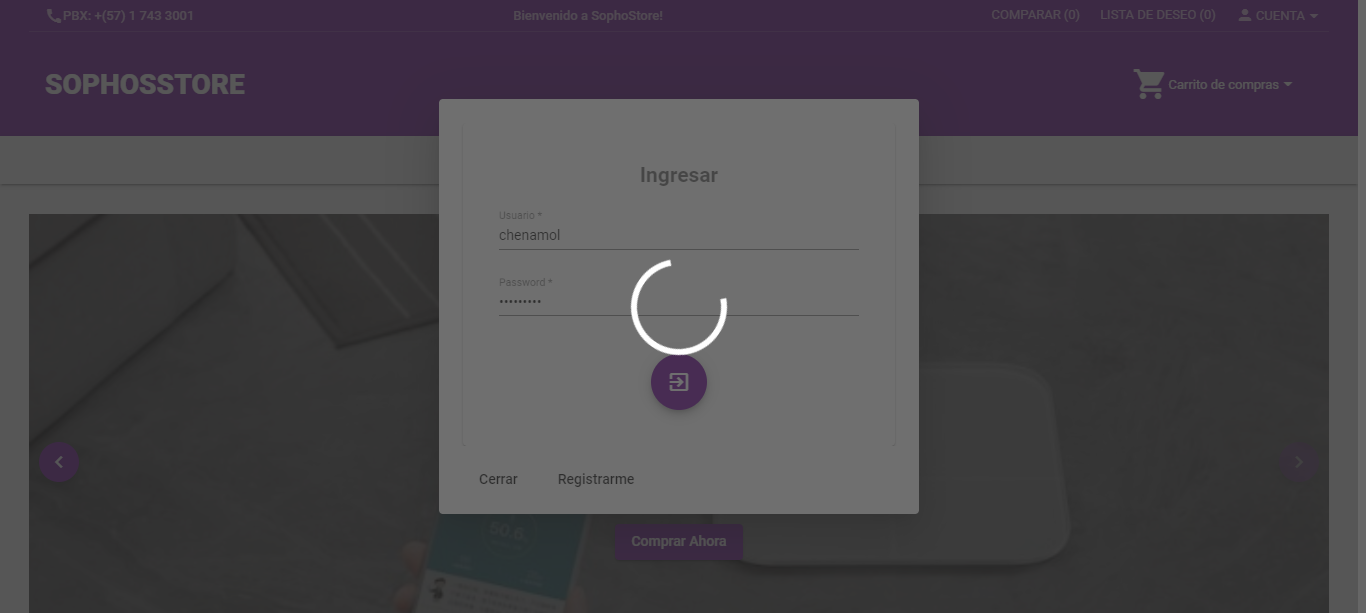 PBX: +(57) 1 743 3001
Bienvenido a SophoStore!
COMPARAR (0)
LISTA DE DESEO (0)
CUENTA
SOPHOSSTORE
Carrito de compras
Ingresar
Usuario *
chenamol
Password *
•••••••••
Cerrar
Registrarme
Comprar Ahora